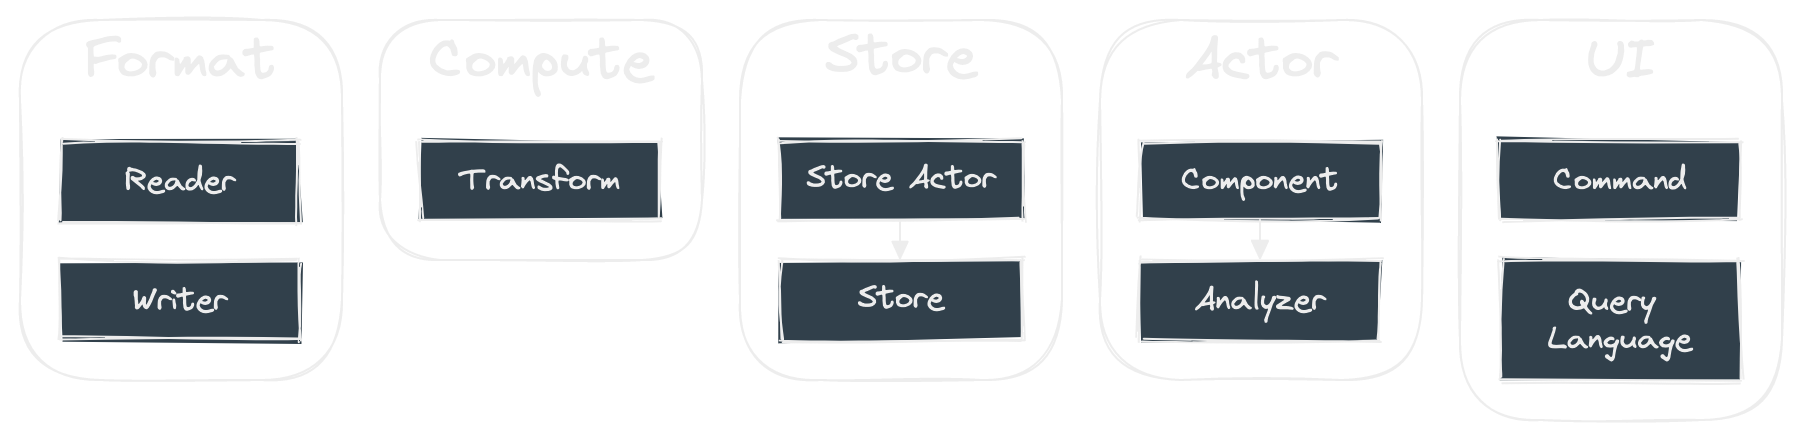 Format
Reader
Writer
Compute
Transform
Store
Store Actor
Store
Actor
Component
Analyzer
UI
Command
Query
Language